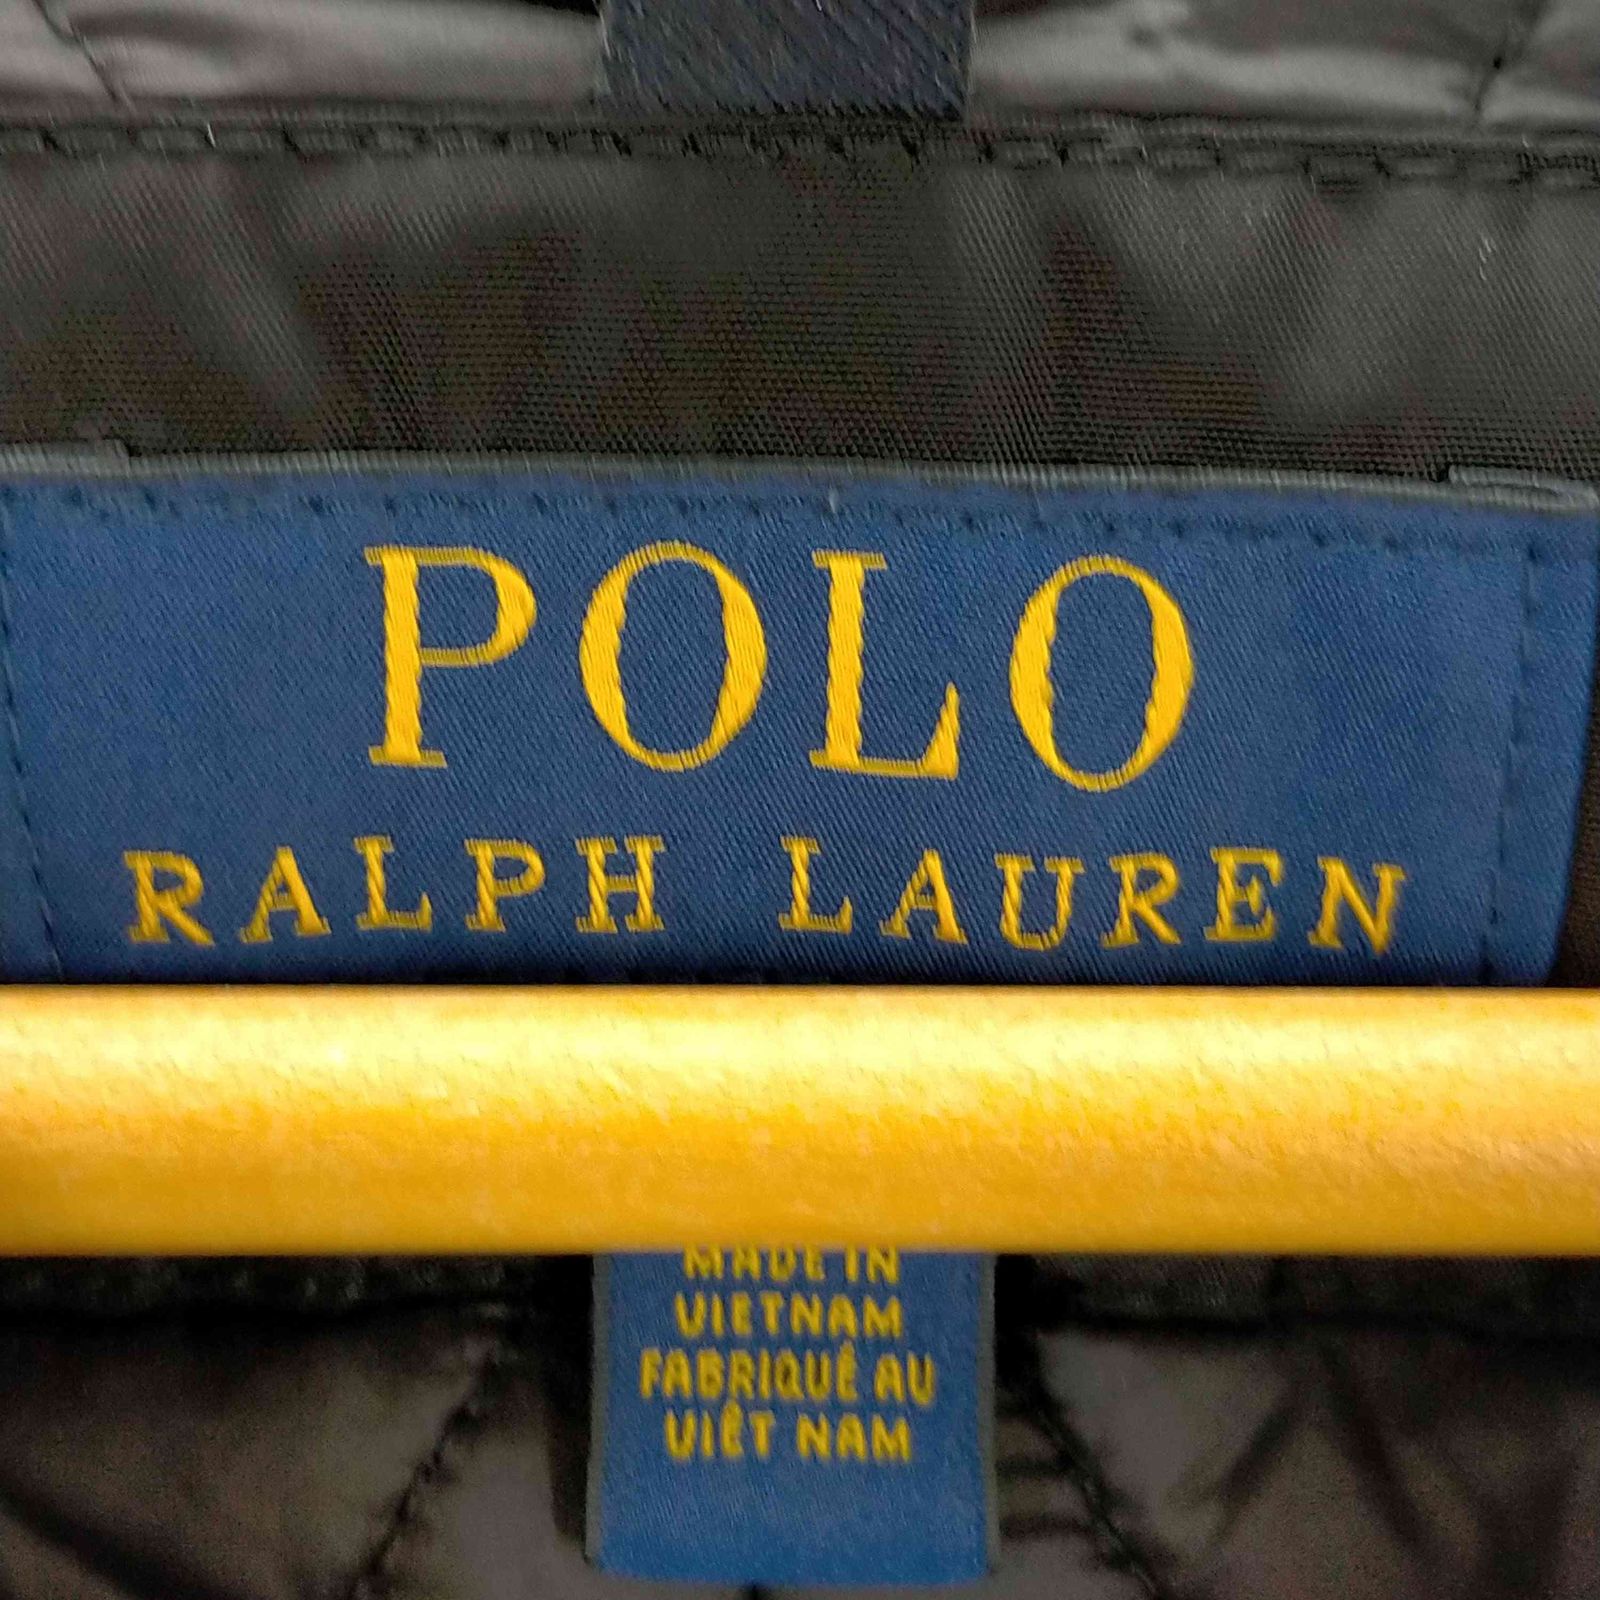 POLO
RALPH LAUREN
MADE IN
VIETNAM
FABRIQUÉ AU
VIÊT NAM